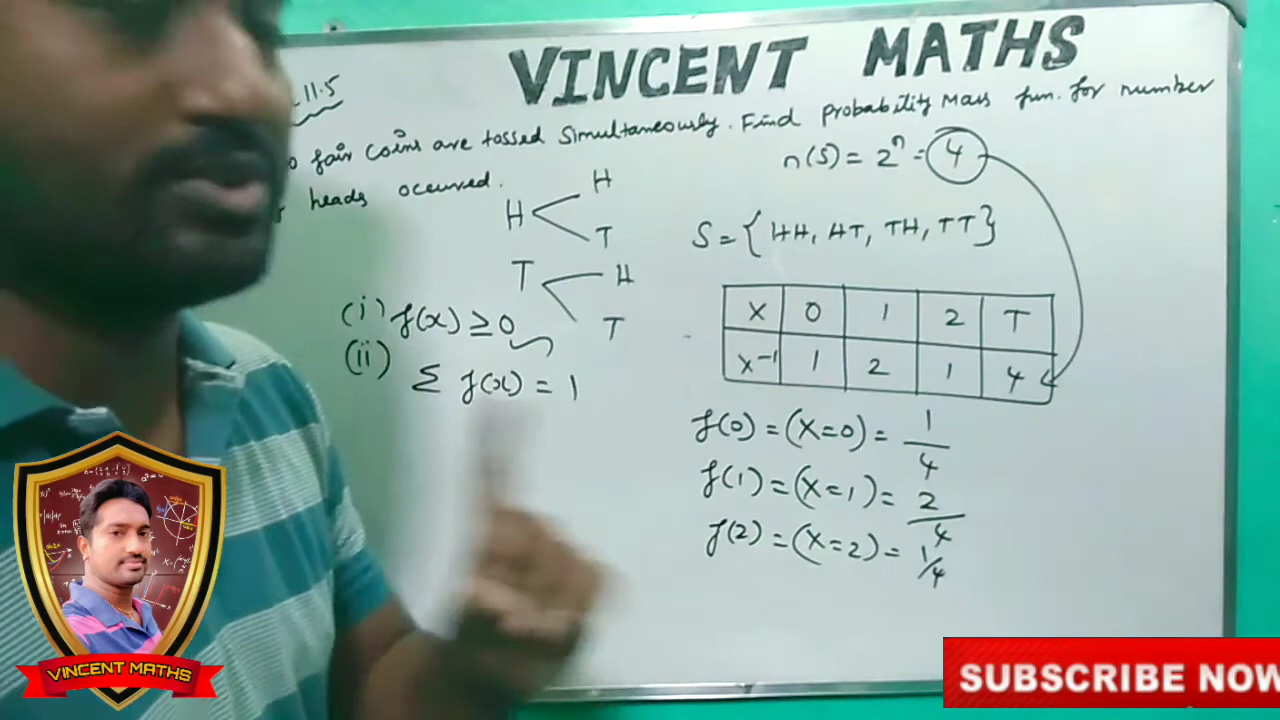 VINCENT MATHS
11.5
fair coins are tossed simultaneously. Find probability Mass fun. for number
heads occurred.
n(S) = 2ⁿ = 4
H H
T
T H
T
S = { HH, HT, TH, TT }
(i) f(x) ≥ 0
(ii) Σ f(x) = 1
X 0 1 2 T
X⁻¹ 1 2 1 4
f(0) = (X=0) = 1/4
f(1) = (X=1) = 2/4
f(2) = (X=2) = 1/4
VINCENT MATHS
SUBSCRIBE NOW